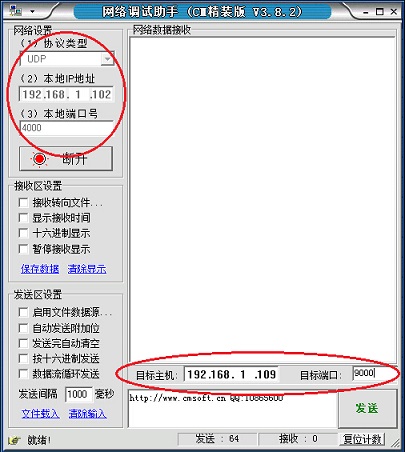 网络调试助手 (CM精装版 V3.8.2)
网络设置
(1) 协议类型
UDP
(2) 本地IP地址
192.168. 1 .102
(3) 本地端口号
4000
断开
接收区设置
接收转向文件...
显示接收时间
十六进制显示
暂停接收显示
保存数据 清除显示
发送区设置
启用文件数据源...
自动发送附加位
发送完自动清空
按十六进制发送
数据流循环发送
发送间隔 1000 毫秒
文件载入 清除输入
网络数据接收
目标主机: 192.168. 1 .109 目标端口: 9000
http://www.cmsoft.cn QQ:10865600
发送
就绪! 发送 : 64 接收 : 0 复位计数